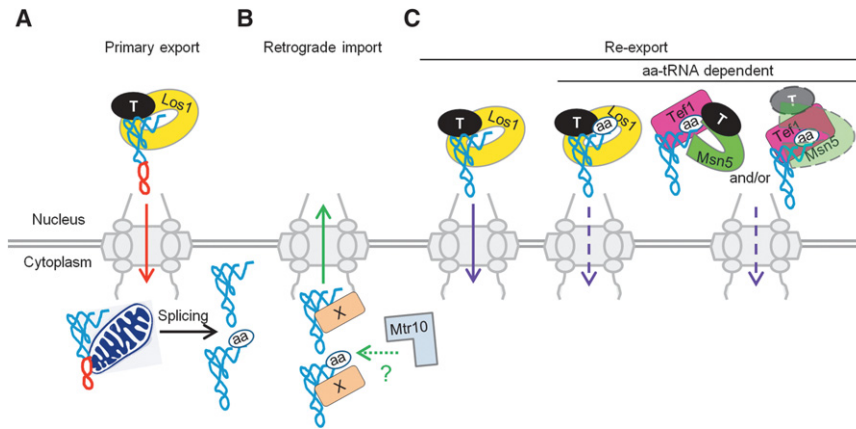 A
B
C
Primary export
Retrograde import
Re-export
aa-tRNA dependent
T
Los1
T
Los1
T
Los1
aa
Tef1
aa
T
Msn5
T
Tef1
aa
Msn5
and/or
Nucleus
Cytoplasm
Splicing
aa
X
Mtr10
aa
X
?